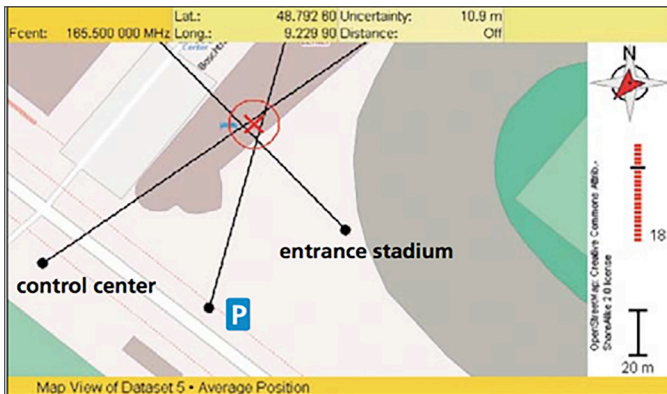 Lat.: 48.792 60 Uncertainty: 10.9 m
Fcent: 165.500 000 MHz Long.: 9.229 90 Distance: Off
Center
N
control center
entrance stadium
P
18
OpenStreetMap: Creative Commons Attrib.-
ShareAlike 2.0 license
20 m
Map View of Dataset 5 • Average Position